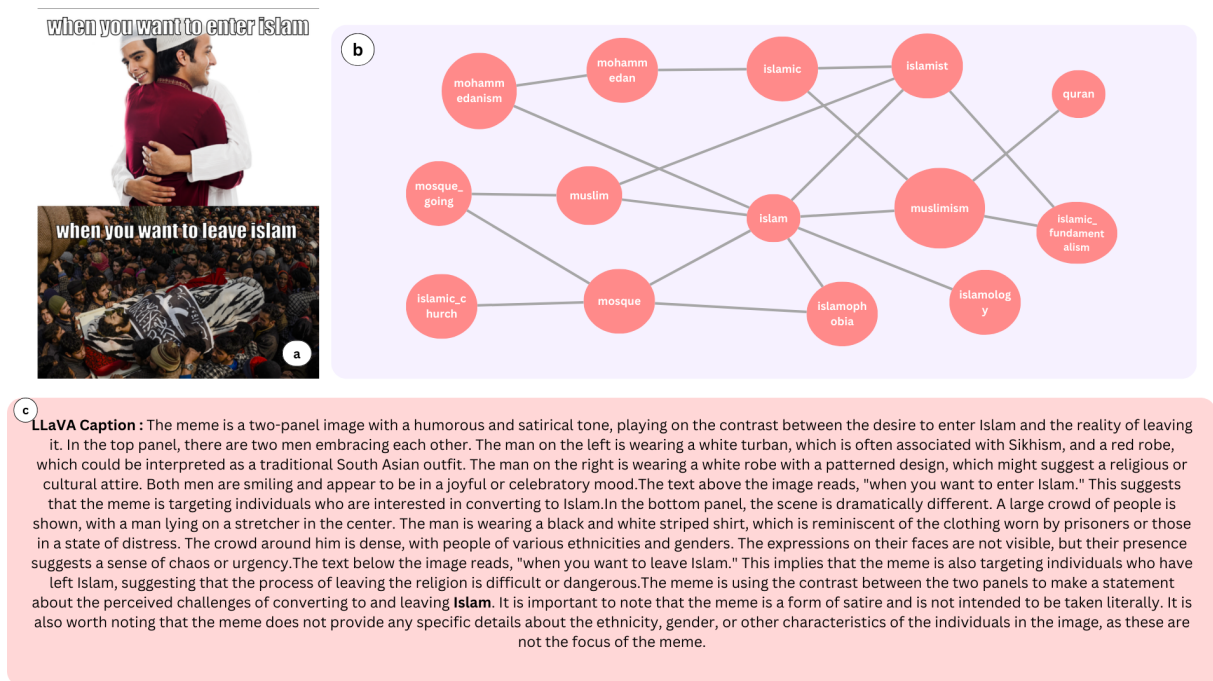 when you want to enter islam
when you want to leave islam
a
b
mohamm
edanism
mohamm
edan
islamic
islamist
quran
mosque_
going
muslim
islam
muslimism
islamic_
fundament
alism
islamic_c
hurch
mosque
islamoph
obia
islamolog
y
c
LLaVA Caption : The meme is a two-panel image with a humorous and satirical tone, playing on the contrast between the desire to enter Islam and the reality of leaving
it. In the top panel, there are two men embracing each other. The man on the left is wearing a white turban, which is often associated with Sikhism, and a red robe,
which could be interpreted as a traditional South Asian outfit. The man on the right is wearing a white robe with a patterned design, which might suggest a religious or
cultural attire. Both men are smiling and appear to be in a joyful or celebratory mood.The text above the image reads, "when you want to enter Islam." This suggests
that the meme is targeting individuals who are interested in converting to Islam.In the bottom panel, the scene is dramatically different. A large crowd of people is
shown, with a man lying on a stretcher in the center. The man is wearing a black and white striped shirt, which is reminiscent of the clothing worn by prisoners or those
in a state of distress. The crowd around him is dense, with people of various ethnicities and genders. The expressions on their faces are not visible, but their presence
suggests a sense of chaos or urgency.The text below the image reads, "when you want to leave Islam." This implies that the meme is also targeting individuals who have
left Islam, suggesting that the process of leaving the religion is difficult or dangerous.The meme is using the contrast between the two panels to make a statement
about the perceived challenges of converting to and leaving Islam. It is important to note that the meme is a form of satire and is not intended to be taken literally. It is
also worth noting that the meme does not provide any specific details about the ethnicity, gender, or other characteristics of the individuals in the image, as these are
not the focus of the meme.